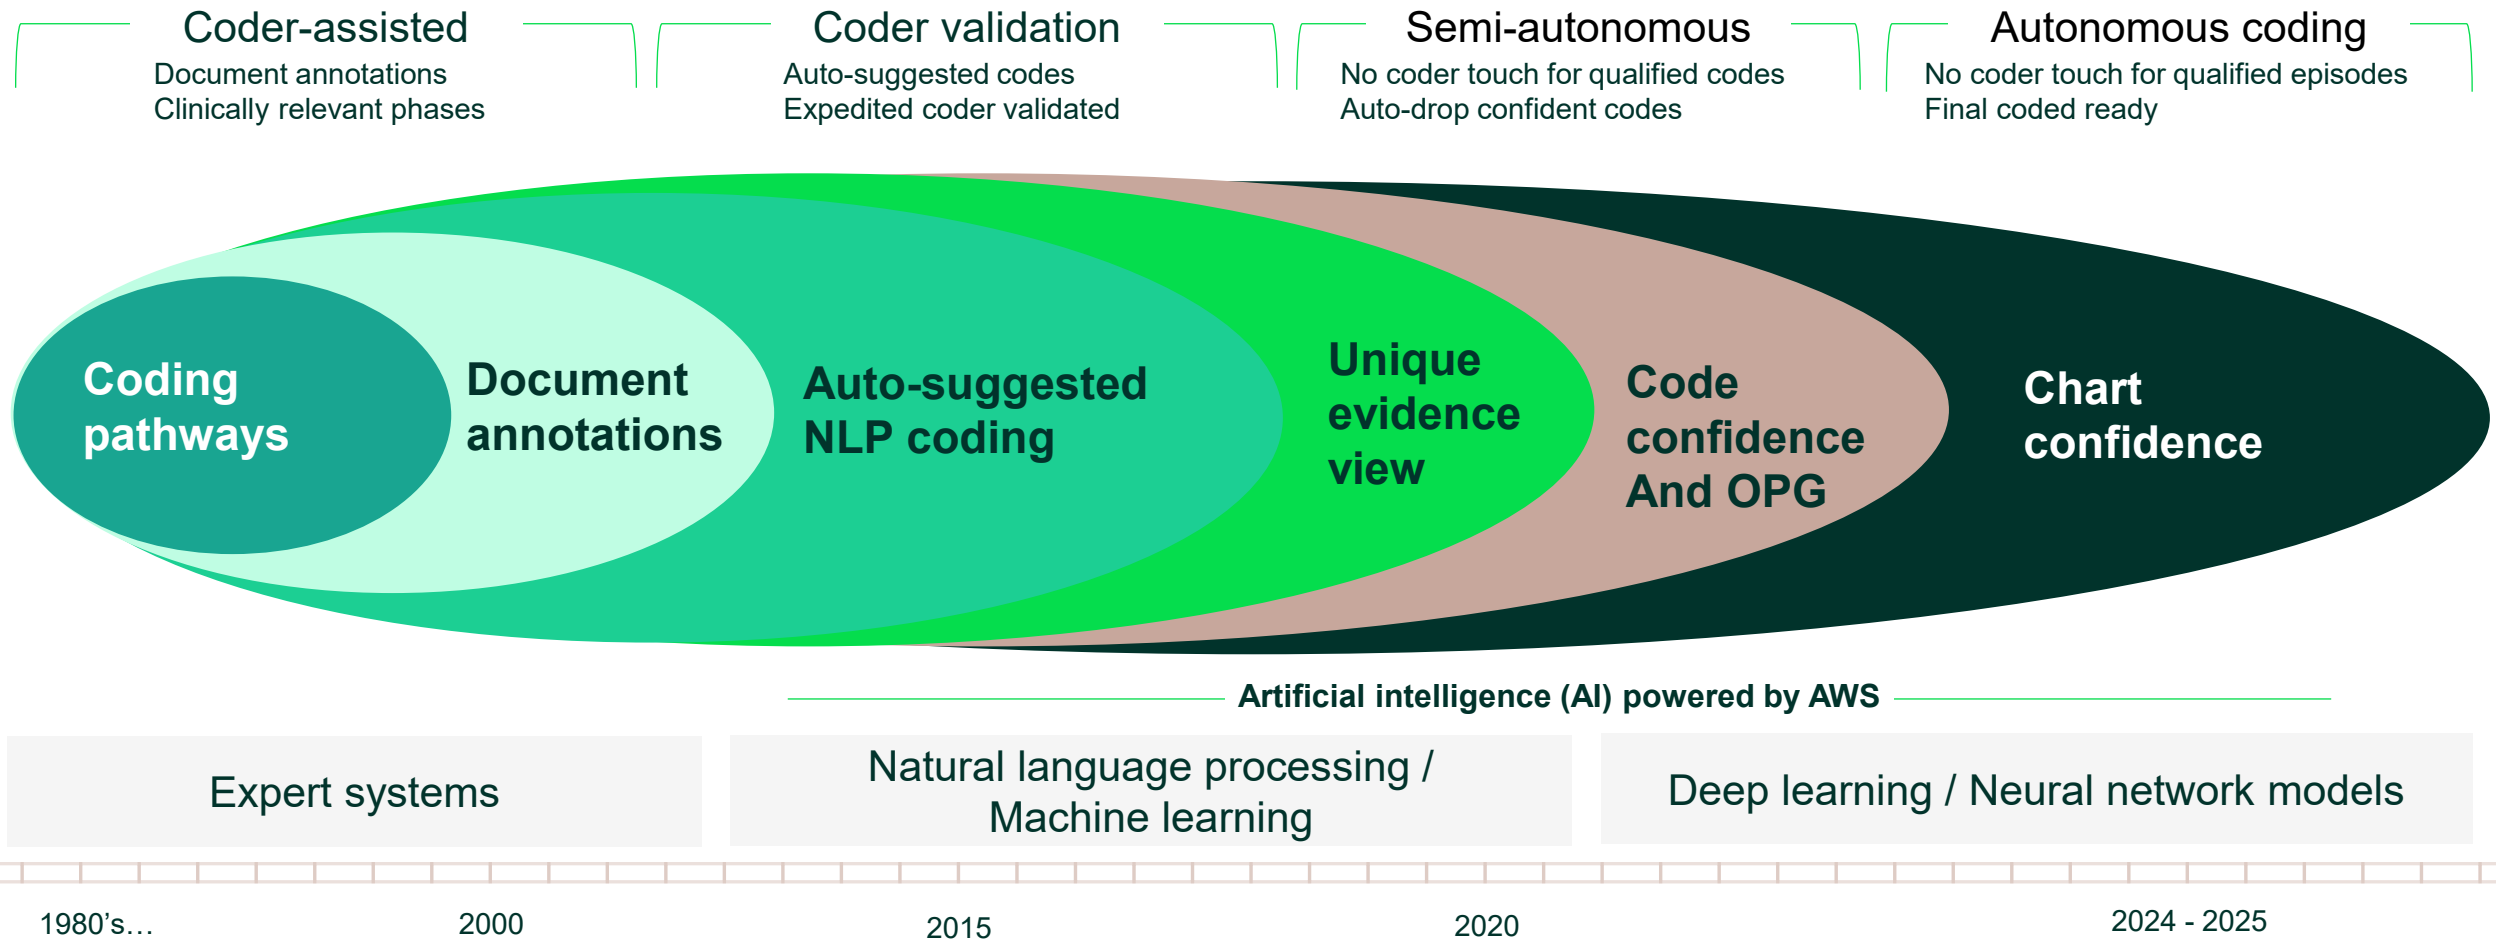 Coder-assisted
Document annotations
Clinically relevant phases
Coder validation
Auto-suggested codes
Expedited coder validated
Semi-autonomous
No coder touch for qualified codes
Auto-drop confident codes
Autonomous coding
No coder touch for qualified episodes
Final coded ready
Coding
pathways
Document
annotations
Auto-suggested
NLP coding
Unique
evidence
view
Code
confidence
And OPG
Chart
confidence
Artificial intelligence (AI) powered by AWS
Expert systems
Natural language processing /
Machine learning
Deep learning / Neural network models
1980’s…
2000
2015
2020
2024 - 2025